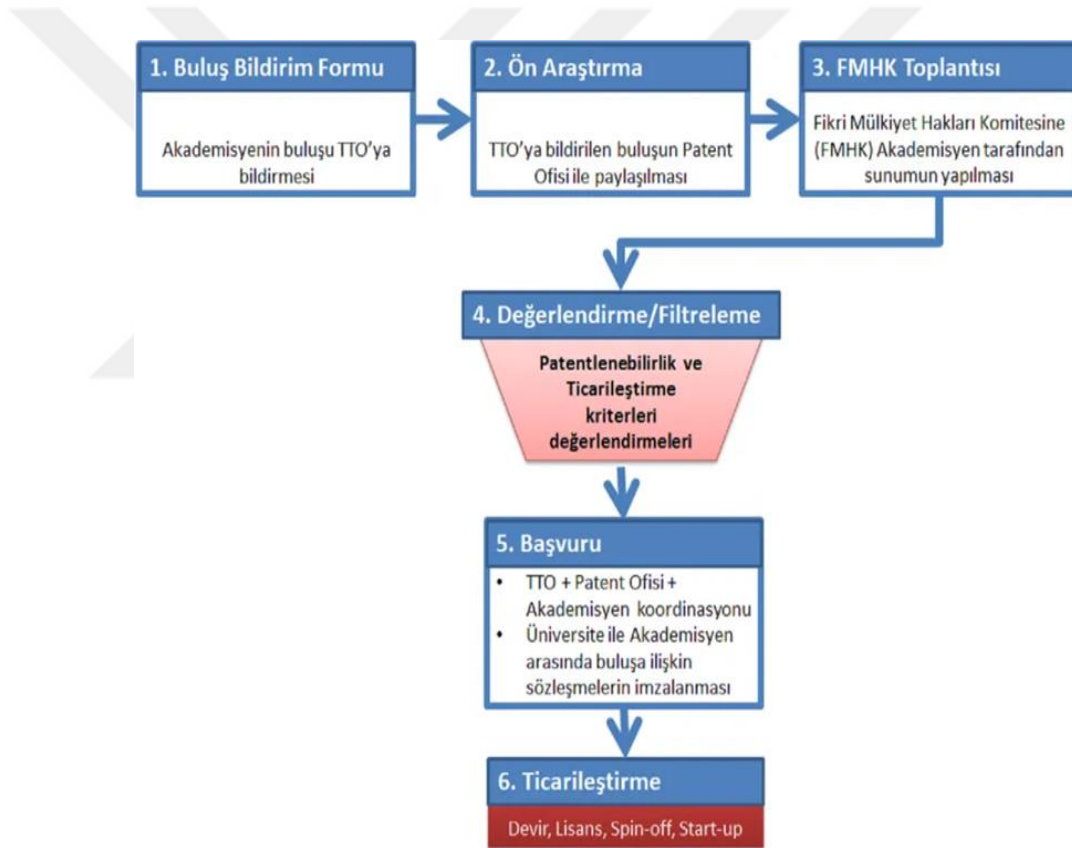 1. Buluş Bildirim Formu
Akademisyenin buluşu TTO'ya
bildirmesi
2. Ön Araştırma
TTO'ya bildirilen buluşun Patent
Ofisi ile paylaşılması
3. FMHK Toplantısı
Fikri Mülkiyet Hakları Komitesine
(FMHK) Akademisyen tarafından
sunumun yapılması
4. Değerlendirme/Filtreleme
Patentlenebilirlik ve
Ticarileştirme
kriterleri
değerlendirmeleri
5. Başvuru
• TTO + Patent Ofisi +
Akademisyen koordinasyonu
• Üniversite ile Akademisyen
arasında buluşa ilişkin
sözleşmelerin imzalanması
6. Ticarileştirme
Devir, Lisans, Spin-off, Start-up